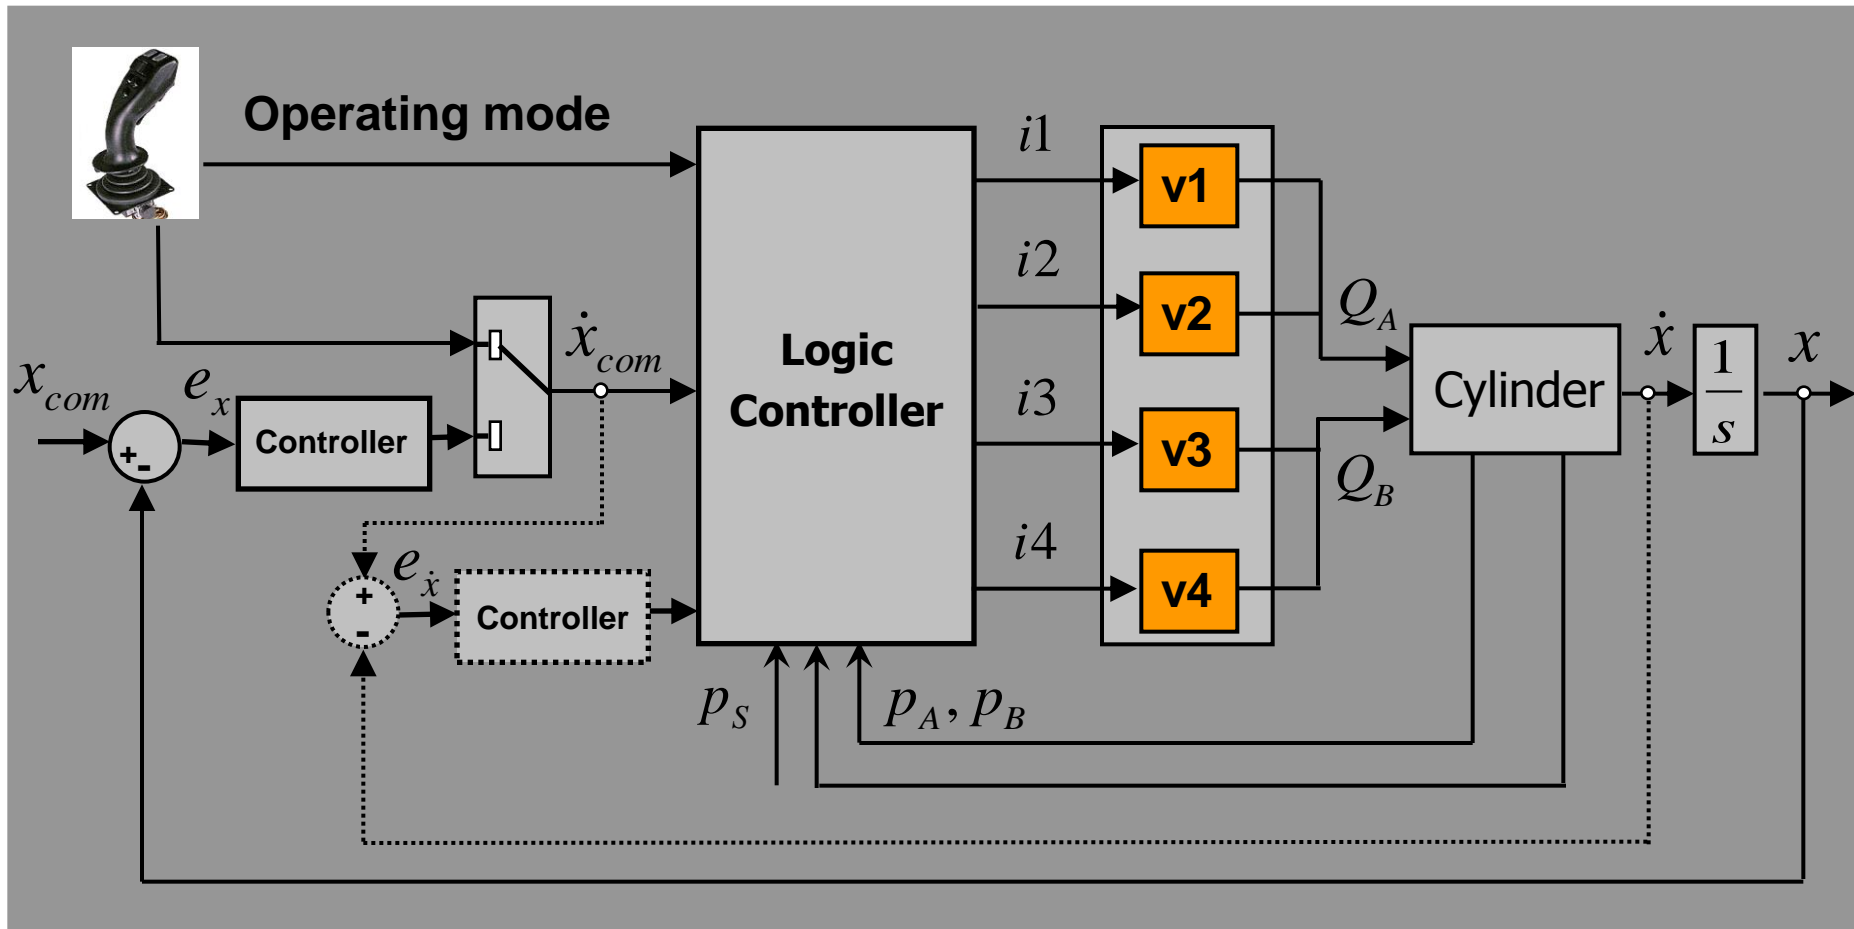 Operating mode
i1
v1
i2
v2
Q_A
ẋ_com
Logic
Controller
ẋ
1
s
x
x_com
e_x
Controller
+
-
i3
v3
Cylinder
Q_B
i4
v4
e_ẋ
+
-
Controller
p_S
p_A, p_B